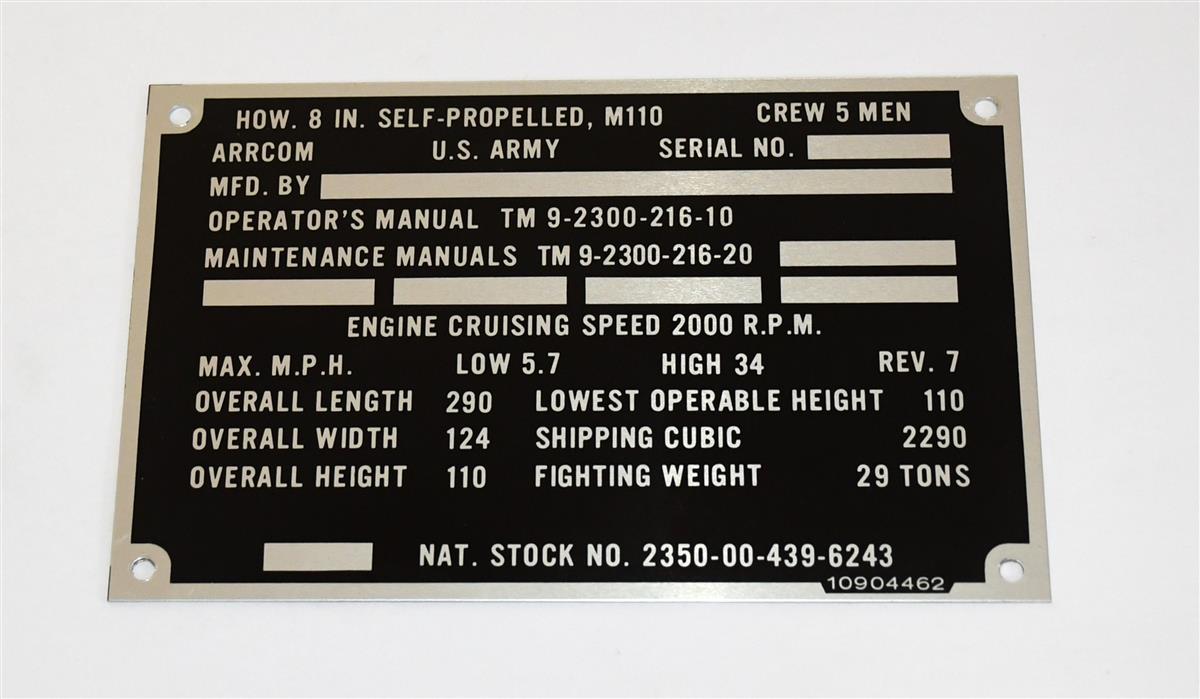 HOW. 8 IN. SELF-PROPELLED, M110 CREW 5 MEN
ARRCOM U.S. ARMY SERIAL NO.
MFD. BY
OPERATOR'S MANUAL TM 9-2300-216-10
MAINTENANCE MANUALS TM 9-2300-216-20
ENGINE CRUISING SPEED 2000 R.P.M.
MAX. M.P.H. LOW 5.7 HIGH 34 REV. 7
OVERALL LENGTH 290 LOWEST OPERABLE HEIGHT 110
OVERALL WIDTH 124 SHIPPING CUBIC 2290
OVERALL HEIGHT 110 FIGHTING WEIGHT 29 TONS
NAT. STOCK NO. 2350-00-439-6243
10904462